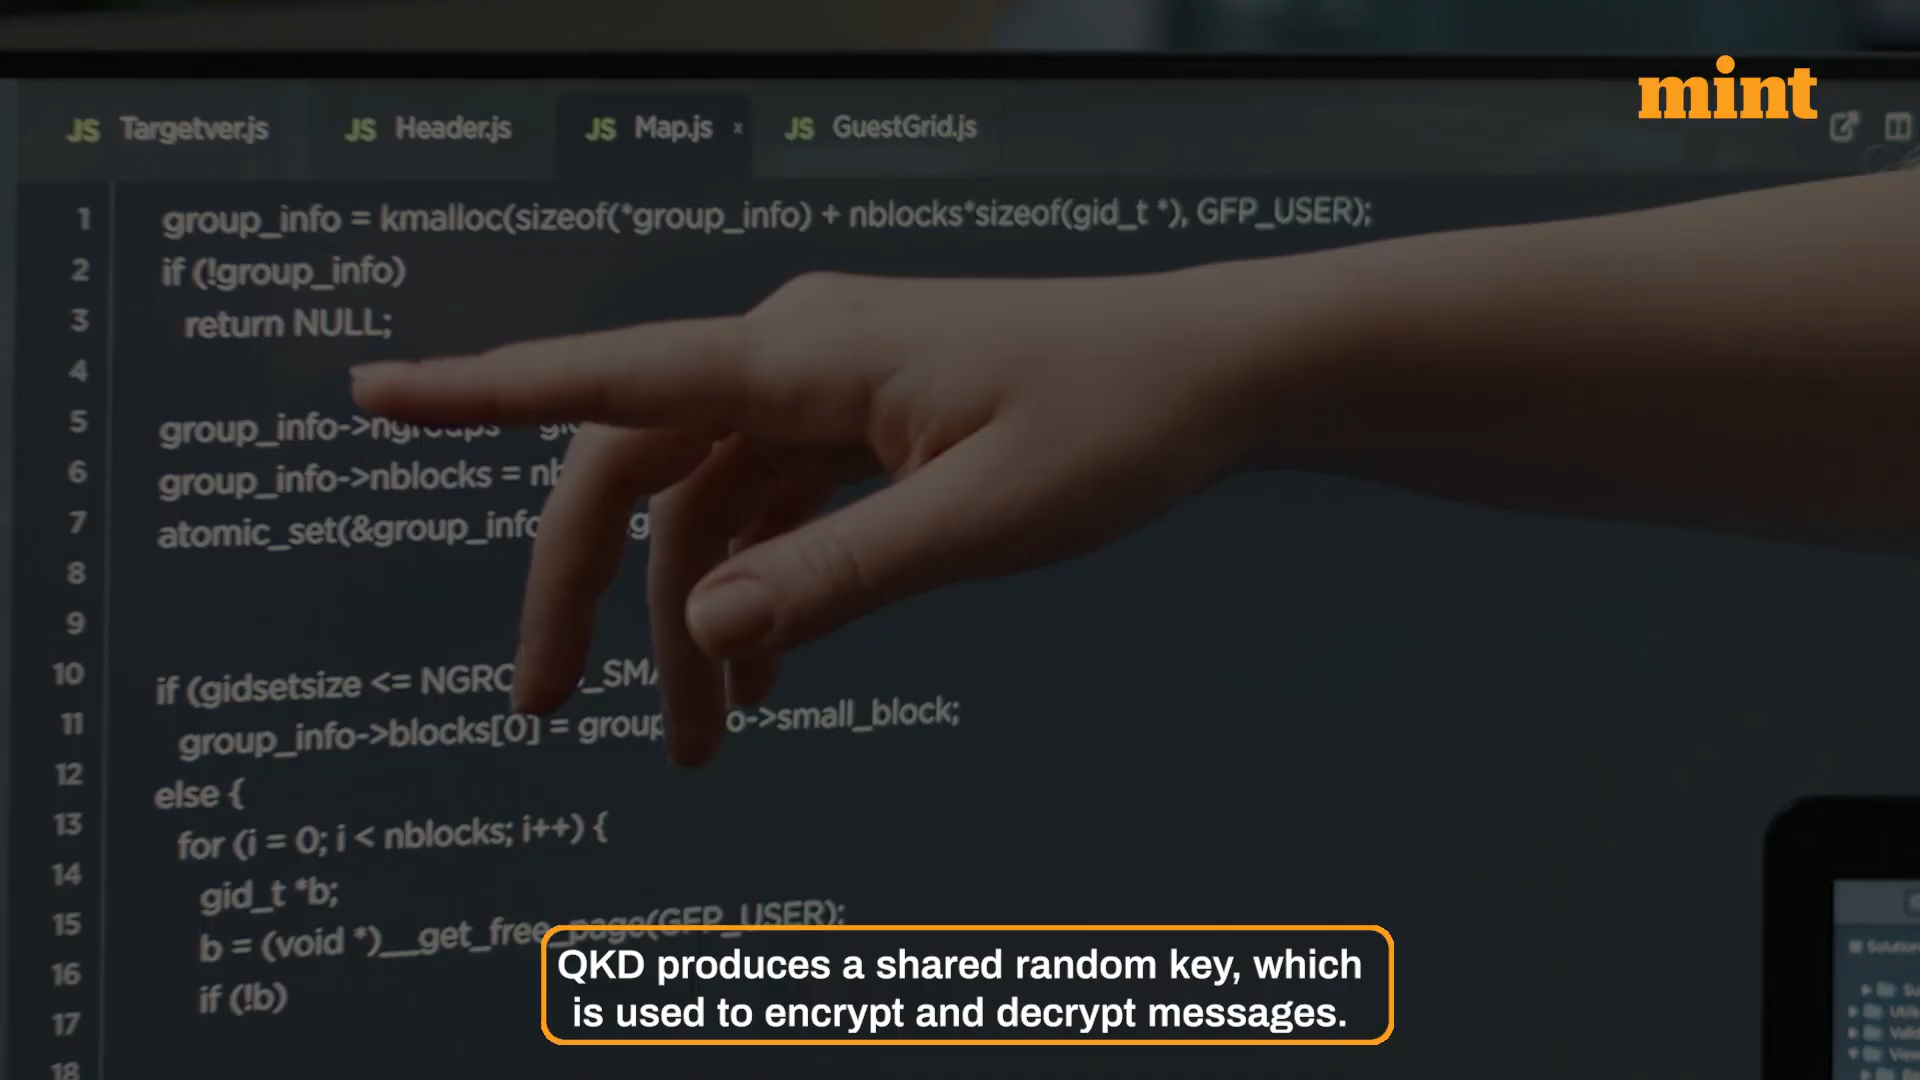 mint
JS Targetver.js JS Header.js JS Map.js x JS GuestGrid.js
1 group_info = kmalloc(sizeof(*group_info) + nblocks*sizeof(gid_t *), GFP_USER);
2 if (!group_info)
3 return NULL;
4
5 group_info->ngroups
6 group_info->nblocks =
7 atomic_set(&group_info
8
9
10 if (gidsetsize <=
11 group_info->blocks[0] = ->small_block;
12 else {
13 for (i = 0; i < nblocks; i++) {
14 gid_t *b;
15 b = (void *)__get_free_page(GFP_USER);
16 if (!b)
17
18
QKD produces a shared random key, which
is used to encrypt and decrypt messages.